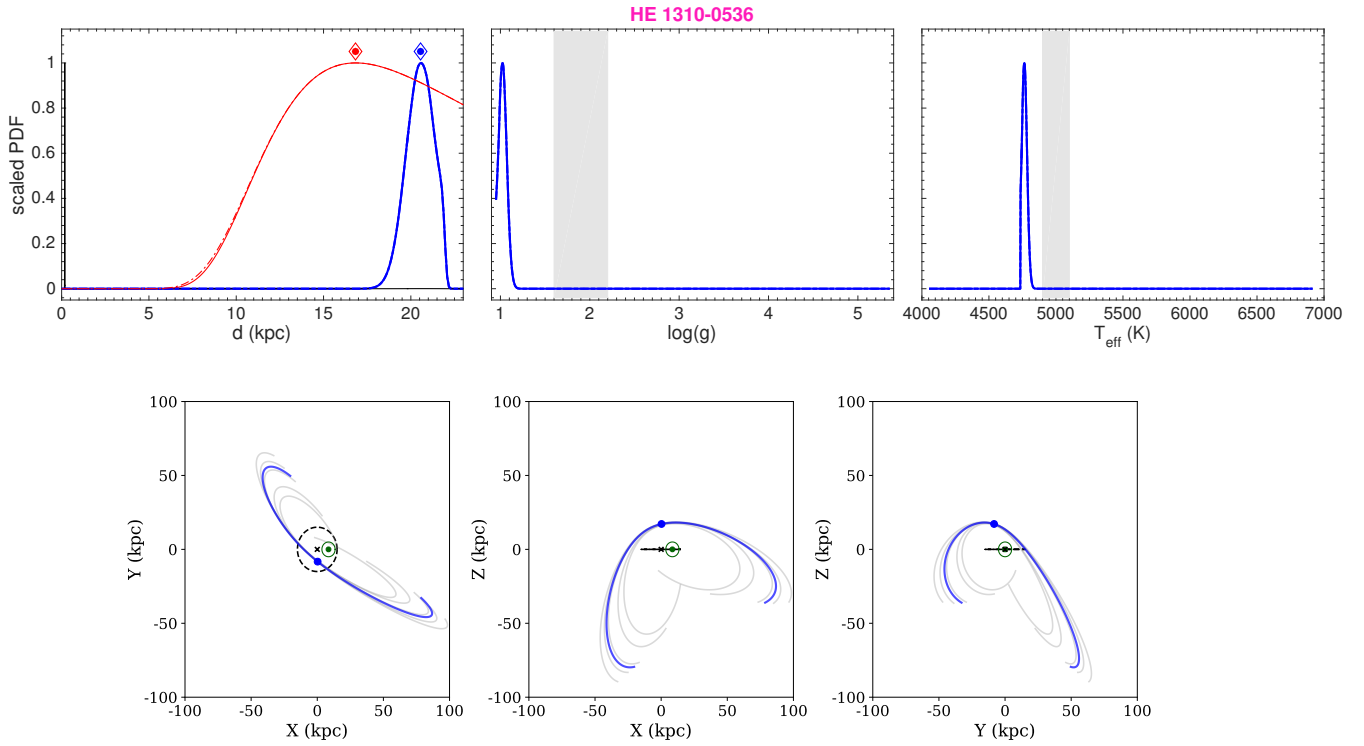 HE 1310-0536
scaled PDF
1
0.8
0.6
0.4
0.2
0
0 5 10 15 20
d (kpc)
1 2 3 4 5
log(g)
4000 4500 5000 5500 6000 6500 7000
T_eff (K)
Y (kpc)
100
50
0
-50
-100
-100 -50 0 50 100
X (kpc)
Z (kpc)
100
50
0
-50
-100
-100 -50 0 50 100
X (kpc)
Z (kpc)
100
50
0
-50
-100
-100 -50 0 50 100
Y (kpc)